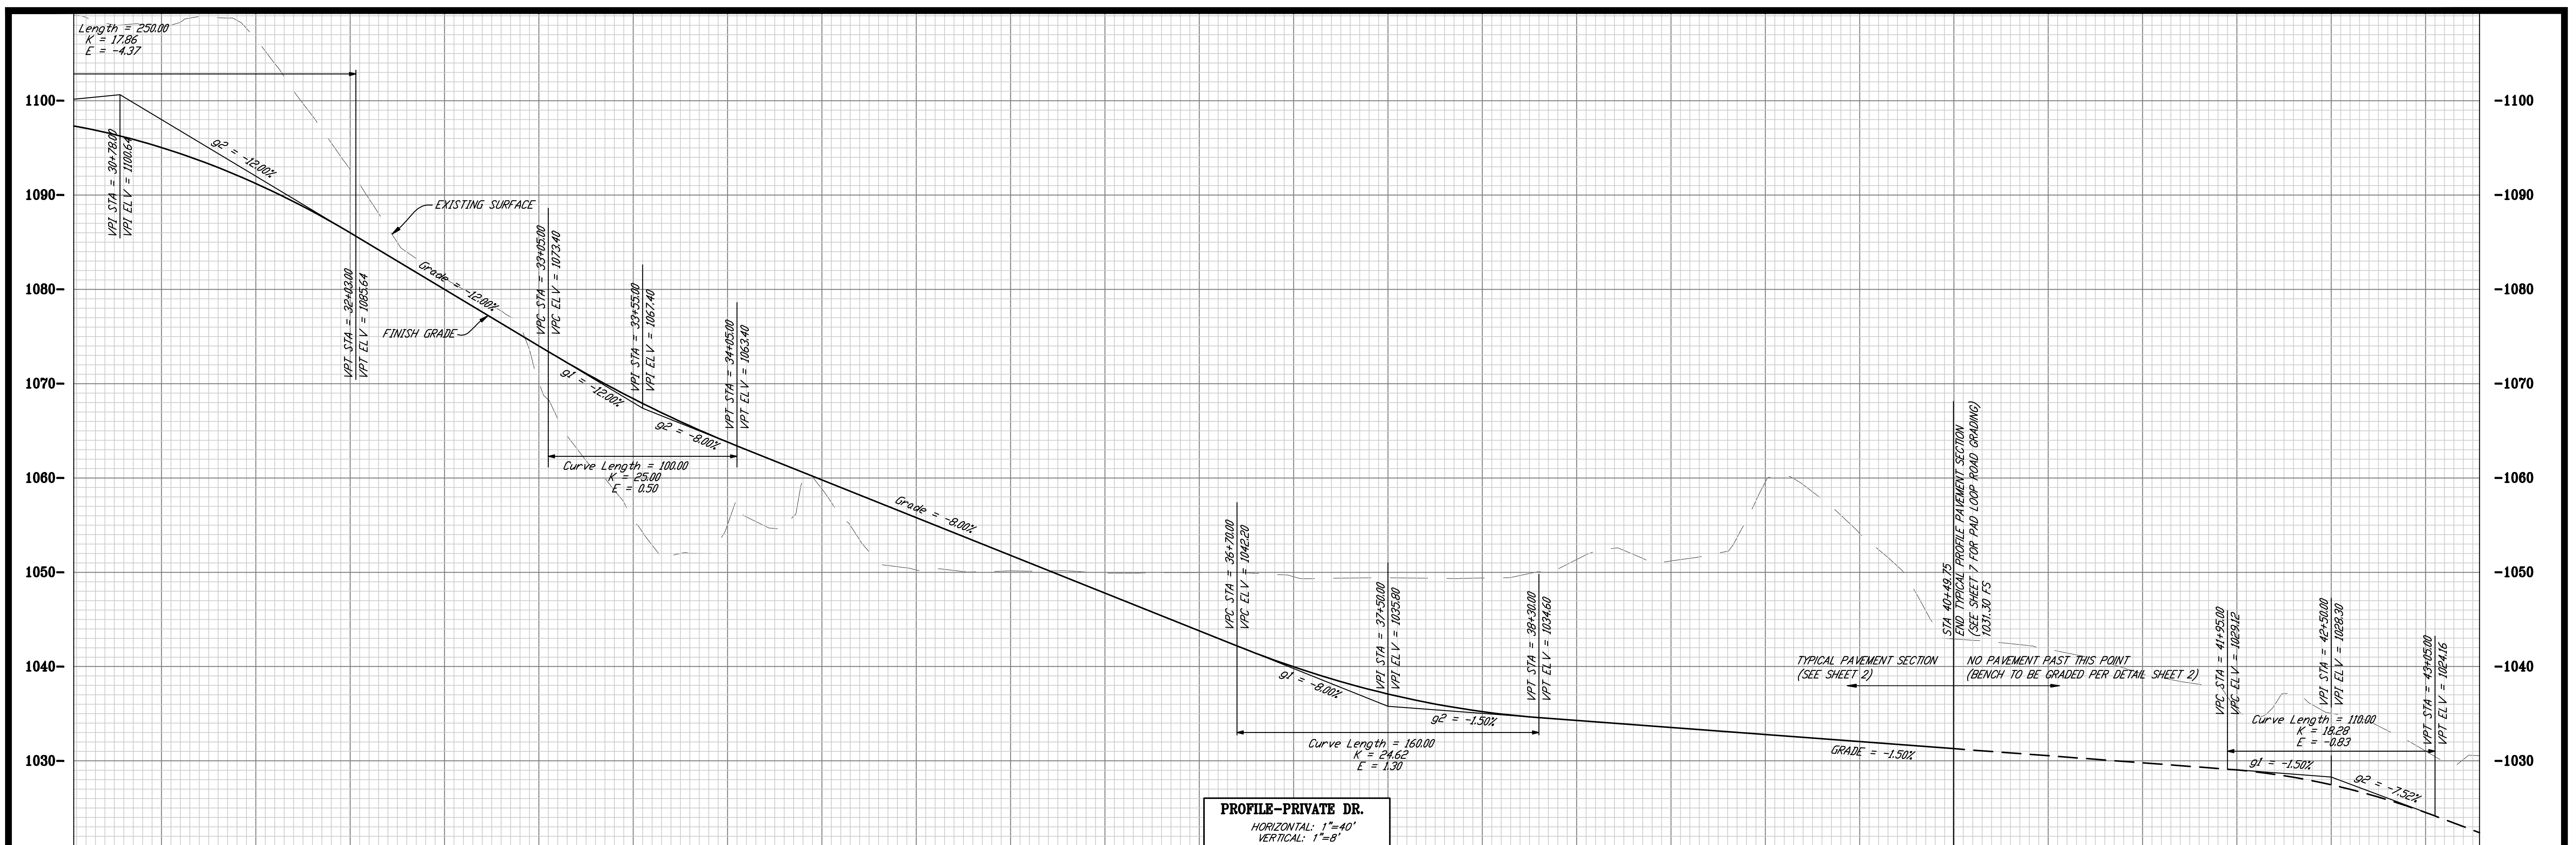 Length = 250.00
K = 17.86
E = -4.37
1100-
-1100
1090-
-1090
1080-
-1080
1070-
-1070
1060-
-1060
1050-
-1050
1040-
-1040
1030-
-1030
VPI STA = 30+78.00
VPI ELV = 1100.64
g2 = -12.00%
VPT STA = 32+03.00
VPT ELV = 1085.64
EXISTING SURFACE
Grade = -12.00%
FINISH GRADE
VPC STA = 33+05.00
VPC ELV = 1073.40
VPI STA = 33+55.00
VPI ELV = 1067.40
VPT STA = 34+05.00
VPT ELV = 1063.40
g1 = -12.00%
g2 = -8.00%
Curve Length = 100.00
K = 25.00
E = 0.50
Grade = -8.00%
VPC STA = 36+70.00
VPC ELV = 1042.20
VPI STA = 37+50.00
VPI ELV = 1035.80
VPT STA = 38+30.00
VPT ELV = 1034.60
g1 = -8.00%
g2 = -1.50%
Curve Length = 160.00
K = 24.62
E = 1.30
GRADE = -1.50%
STA 40+49.75
END TYPICAL PROFILE PAVEMENT SECTION
(SEE SHEET 7 FOR PAD LOOP ROAD GRADING)
1031.30 FS
TYPICAL PAVEMENT SECTION
(SEE SHEET 2)
NO PAVEMENT PAST THIS POINT
(BENCH TO BE GRADED PER DETAIL SHEET 2)
VPC STA = 41+95.00
VPC ELV = 1029.12
VPI STA = 42+50.00
VPI ELV = 1028.30
VPT STA = 43+05.00
VPT ELV = 1024.16
Curve Length = 110.00
K = 18.28
E = -0.83
g1 = -1.50%
g2 = -7.52%
PROFILE-PRIVATE DR.
HORIZONTAL: 1"=40'
VERTICAL: 1"=8'